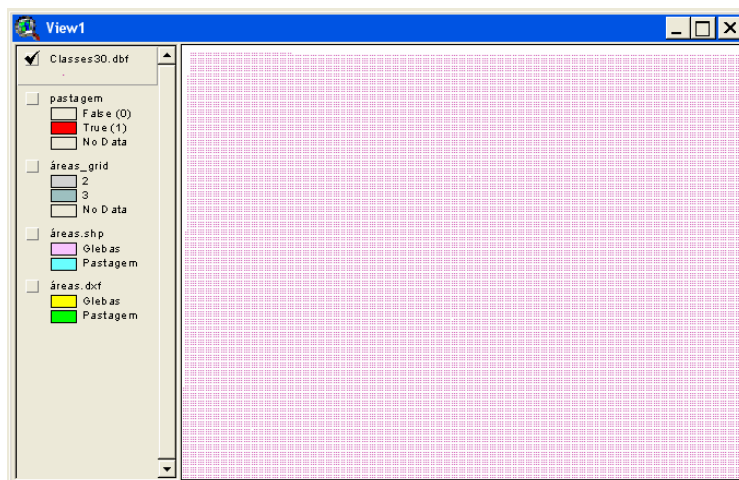 View1
Classes30.dbf
pastagem
False (0)
True (1)
No Data
áreas_grid
2
3
No Data
áreas.shp
Glebas
Pastagem
áreas.dxf
Glebas
Pastagem